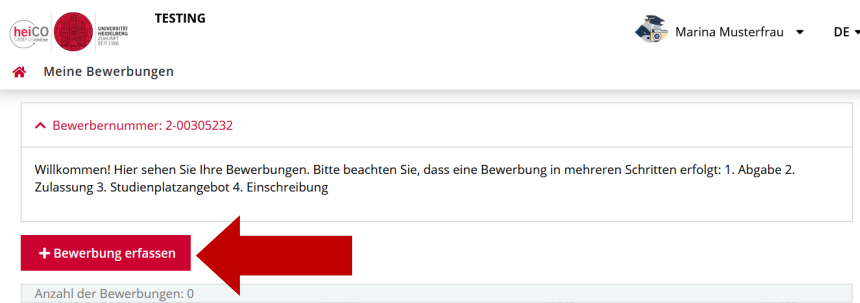 TESTING
heiCO
CAMPUSonline
UNIVERSITÄT
HEIDELBERG
ZUKUNFT
SEIT 1386
Marina Musterfrau
DE
Meine Bewerbungen
Bewerbernummer: 2-00305232
Willkommen! Hier sehen Sie Ihre Bewerbungen. Bitte beachten Sie, dass eine Bewerbung in mehreren Schritten erfolgt: 1. Abgabe 2.
Zulassung 3. Studienplatzangebot 4. Einschreibung
+ Bewerbung erfassen
Anzahl der Bewerbungen: 0